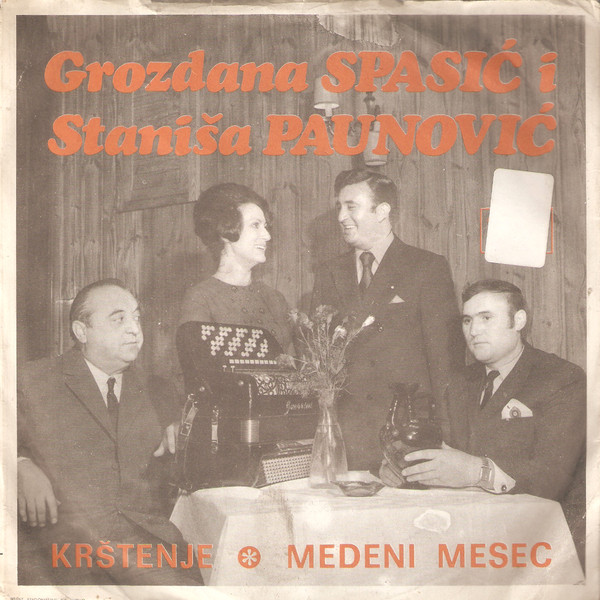 Grozdana SPASIĆ i
Staniša PAUNOVIĆ
KRŠTENJE ✽ MEDENI MESEC